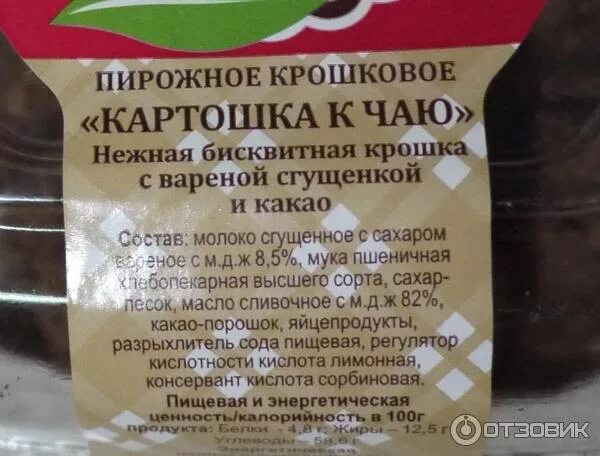 ПИРОЖНОЕ КРОШКОВОЕ
«КАРТОШКА К ЧАЮ»
Нежная бисквитная крошка
с вареной сгущенкой
и какао
Состав: молоко сгущенное с сахаром
вареное с м.д.ж 8,5%, мука пшеничная
хлебопекарная высшего сорта, сахар-
песок, масло сливочное с м.д.ж 82%,
какао-порошок, яйцепродукты,
разрыхлитель сода пищевая, регулятор
кислотности кислота лимонная,
консервант кислота сорбиновая.
Пищевая и энергетическая
ценность/калорийность в 100г
продукта: Белки - 4,8 г; Жиры – 12,5 г
Углеводы – 58,6 г
Энергетическая
ОТЗОВИК